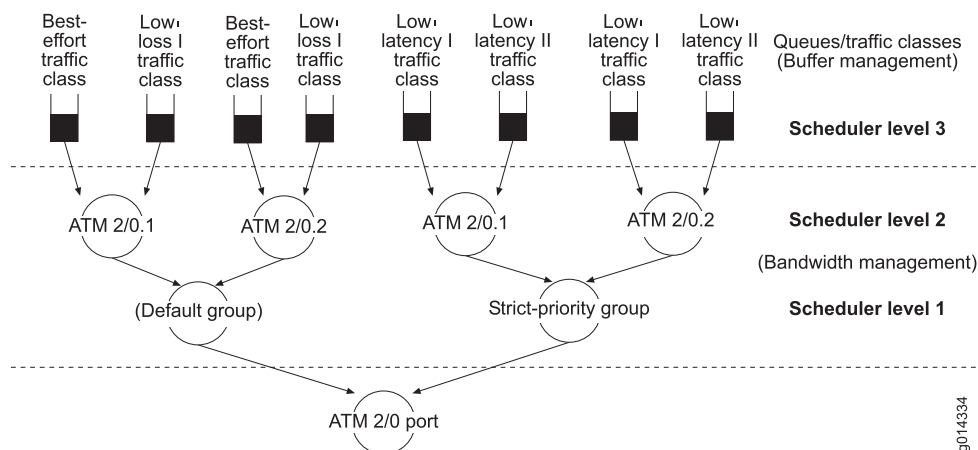 Best-
effort
traffic
class
Low-
loss I
traffic
class
Best-
effort
traffic
class
Low-
loss I
traffic
class
Low-
latency I
traffic
class
Low-
latency II
traffic
class
Low-
latency I
traffic
class
Low-
latency II
traffic
class
Queues/traffic classes
(Buffer management)
Scheduler level 3
ATM 2/0.1
ATM 2/0.2
ATM 2/0.1
ATM 2/0.2
Scheduler level 2
(Bandwidth management)
(Default group)
Strict-priority group
Scheduler level 1
ATM 2/0 port
g014334